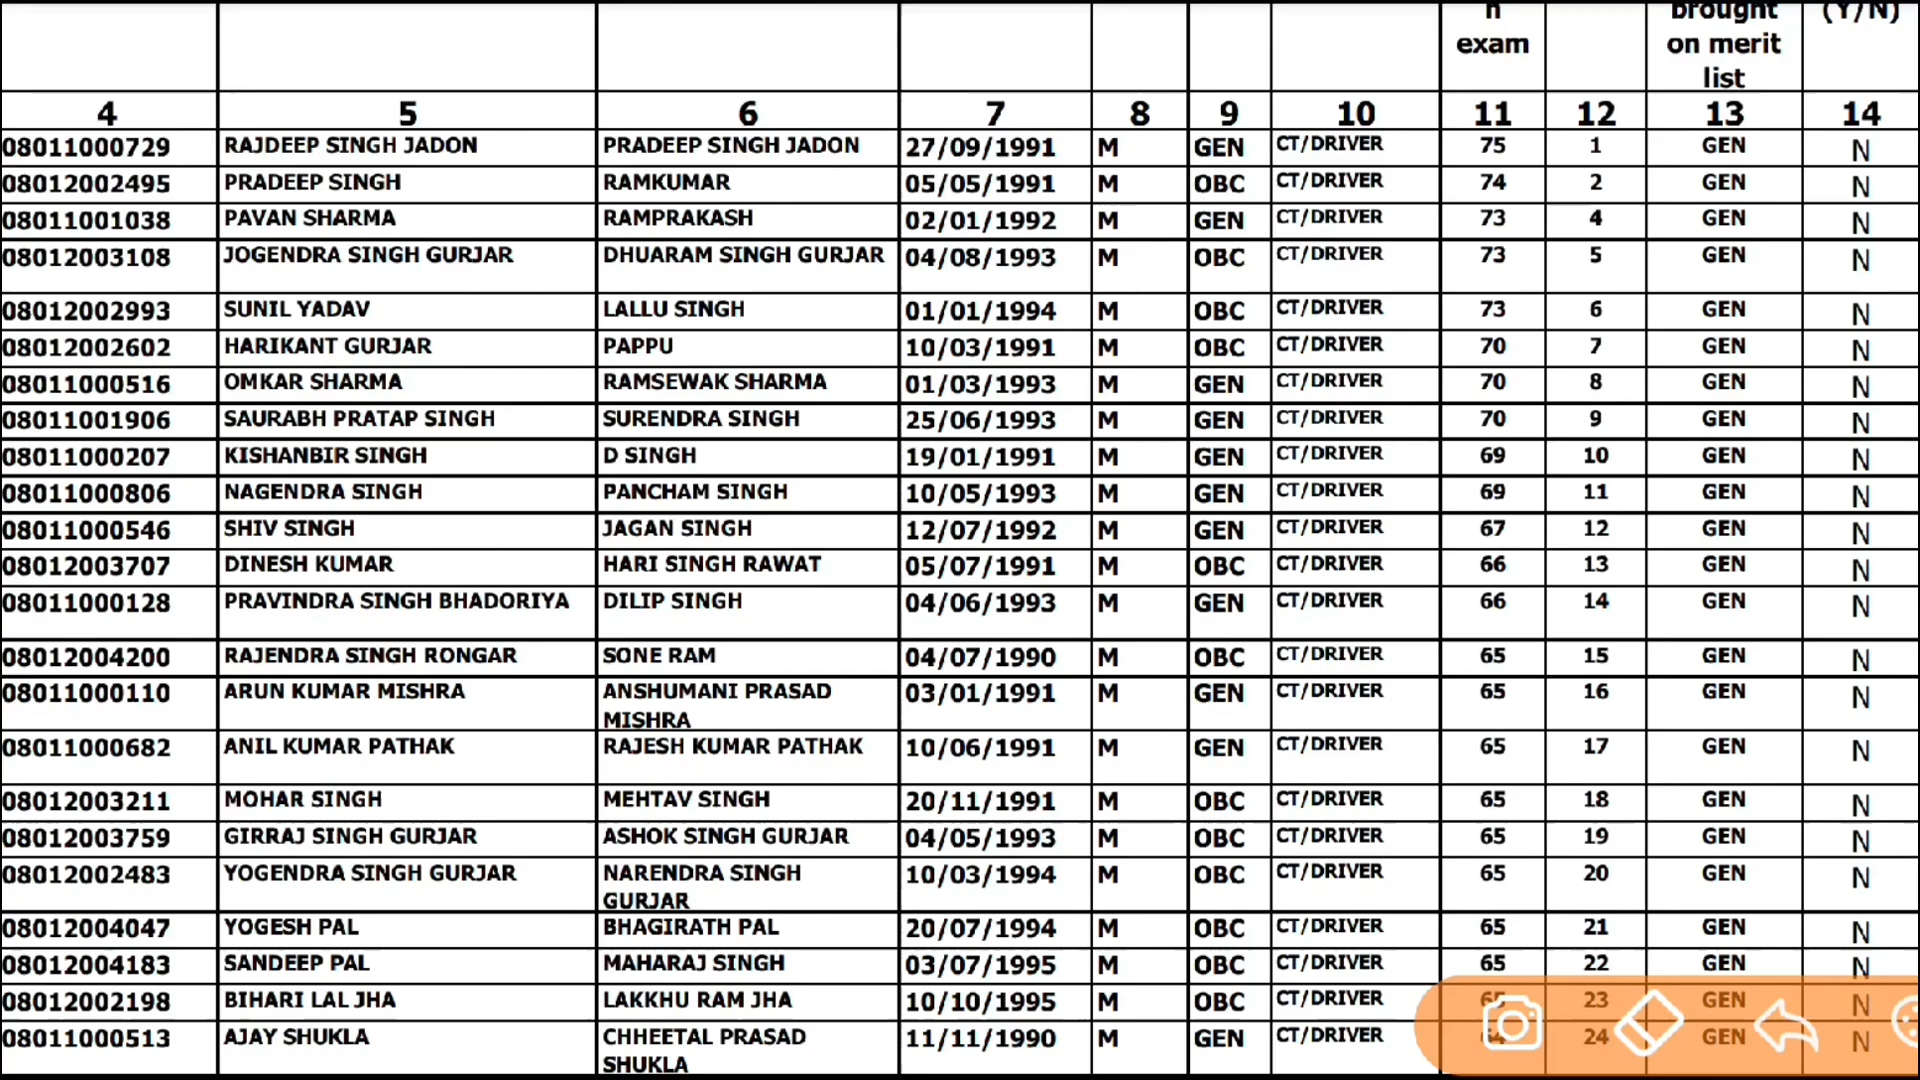 n brought (Y/N)
exam on merit
list
4 5 6 7 8 9 10 11 12 13 14
08011000729 RAJDEEP SINGH JADON PRADEEP SINGH JADON 27/09/1991 M GEN CT/DRIVER 75 1 GEN N
08012002495 PRADEEP SINGH RAMKUMAR 05/05/1991 M OBC CT/DRIVER 74 2 GEN N
08011001038 PAVAN SHARMA RAMPRAKASH 02/01/1992 M GEN CT/DRIVER 73 4 GEN N
08012003108 JOGENDRA SINGH GURJAR DHUARAM SINGH GURJAR 04/08/1993 M OBC CT/DRIVER 73 5 GEN N
08012002993 SUNIL YADAV LALLU SINGH 01/01/1994 M OBC CT/DRIVER 73 6 GEN N
08012002602 HARIKANT GURJAR PAPPU 10/03/1991 M OBC CT/DRIVER 70 7 GEN N
08011000516 OMKAR SHARMA RAMSEWAK SHARMA 01/03/1993 M GEN CT/DRIVER 70 8 GEN N
08011001906 SAURABH PRATAP SINGH SURENDRA SINGH 25/06/1993 M GEN CT/DRIVER 70 9 GEN N
08011000207 KISHANBIR SINGH D SINGH 19/01/1991 M GEN CT/DRIVER 69 10 GEN N
08011000806 NAGENDRA SINGH PANCHAM SINGH 10/05/1993 M GEN CT/DRIVER 69 11 GEN N
08011000546 SHIV SINGH JAGAN SINGH 12/07/1992 M GEN CT/DRIVER 67 12 GEN N
08012003707 DINESH KUMAR HARI SINGH RAWAT 05/07/1991 M OBC CT/DRIVER 66 13 GEN N
08011000128 PRAVINDRA SINGH BHADORIYA DILIP SINGH 04/06/1993 M GEN CT/DRIVER 66 14 GEN N
08012004200 RAJENDRA SINGH RONGAR SONE RAM 04/07/1990 M OBC CT/DRIVER 65 15 GEN N
08011000110 ARUN KUMAR MISHRA ANSHUMANI PRASAD 03/01/1991 M GEN CT/DRIVER 65 16 GEN N
MISHRA
08011000682 ANIL KUMAR PATHAK RAJESH KUMAR PATHAK 10/06/1991 M GEN CT/DRIVER 65 17 GEN N
08012003211 MOHAR SINGH MEHTAV SINGH 20/11/1991 M OBC CT/DRIVER 65 18 GEN N
08012003759 GIRRAJ SINGH GURJAR ASHOK SINGH GURJAR 04/05/1993 M OBC CT/DRIVER 65 19 GEN N
08012002483 YOGENDRA SINGH GURJAR NARENDRA SINGH 10/03/1994 M OBC CT/DRIVER 65 20 GEN N
GURJAR
08012004047 YOGESH PAL BHAGIRATH PAL 20/07/1994 M OBC CT/DRIVER 65 21 GEN N
08012004183 SANDEEP PAL MAHARAJ SINGH 03/07/1995 M OBC CT/DRIVER 65 22 GEN N
08012002198 BIHARI LAL JHA LAKKHU RAM JHA 10/10/1995 M OBC CT/DRIVER 65 23 GEN N
08011000513 AJAY SHUKLA CHHEETAL PRASAD 11/11/1990 M GEN CT/DRIVER 64 24 GEN N
SHUKLA